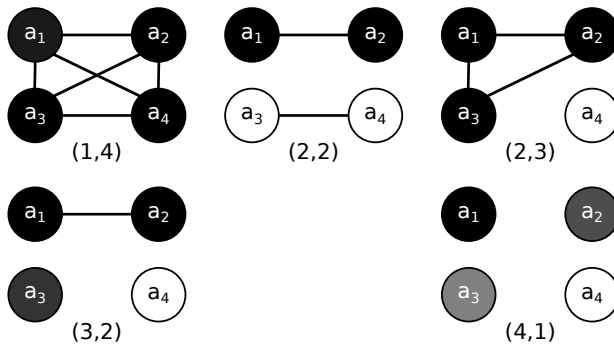 a₁ a₂ a₁ a₂ a₁ a₂
a₃ a₄ a₃ a₄ a₃ a₄
(1,4) (2,2) (2,3)
a₁ a₂ a₁ a₂
a₃ a₄ a₃ a₄
(3,2) (4,1)